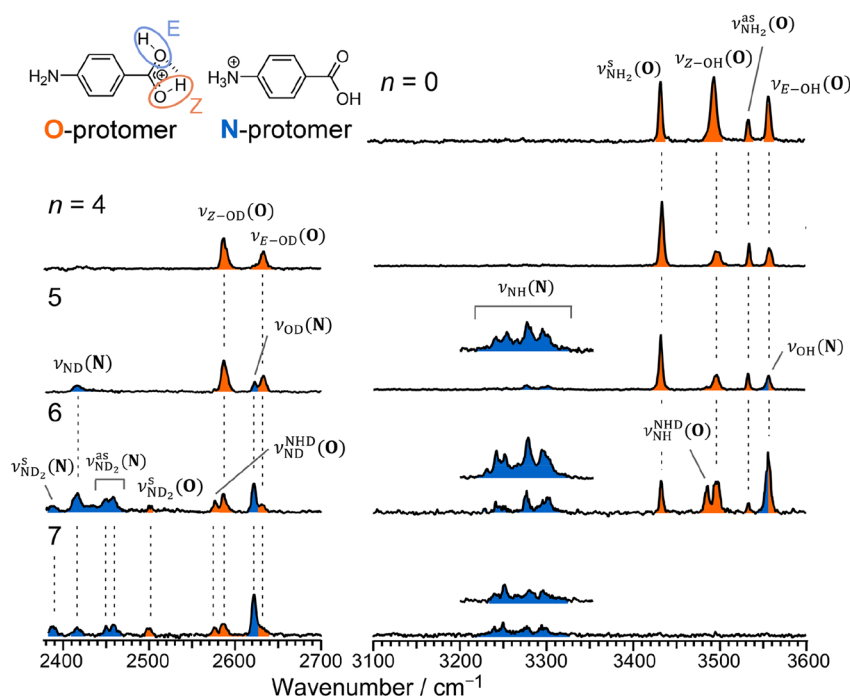 H
O
E
H₂N
⊕
O
H
Z
O-protomer
⊕
H₃N
O
OH
N-protomer
n = 0
ν^s_NH₂(O)
ν_Z−OH(O)
ν^as_NH₂(O)
ν_E−OH(O)
n = 4
ν_Z−OD(O)
ν_E−OD(O)
5
ν_ND(N)
ν_OD(N)
ν_NH(N)
ν_OH(N)
6
ν^s_ND₂(N)
ν^as_ND₂(N)
ν^s_ND₂(O)
ν^NHD_ND(O)
ν^NHD_NH(O)
7
2400 2500 2600 2700 3100 3200 3300 3400 3500 3600
Wavenumber / cm⁻¹